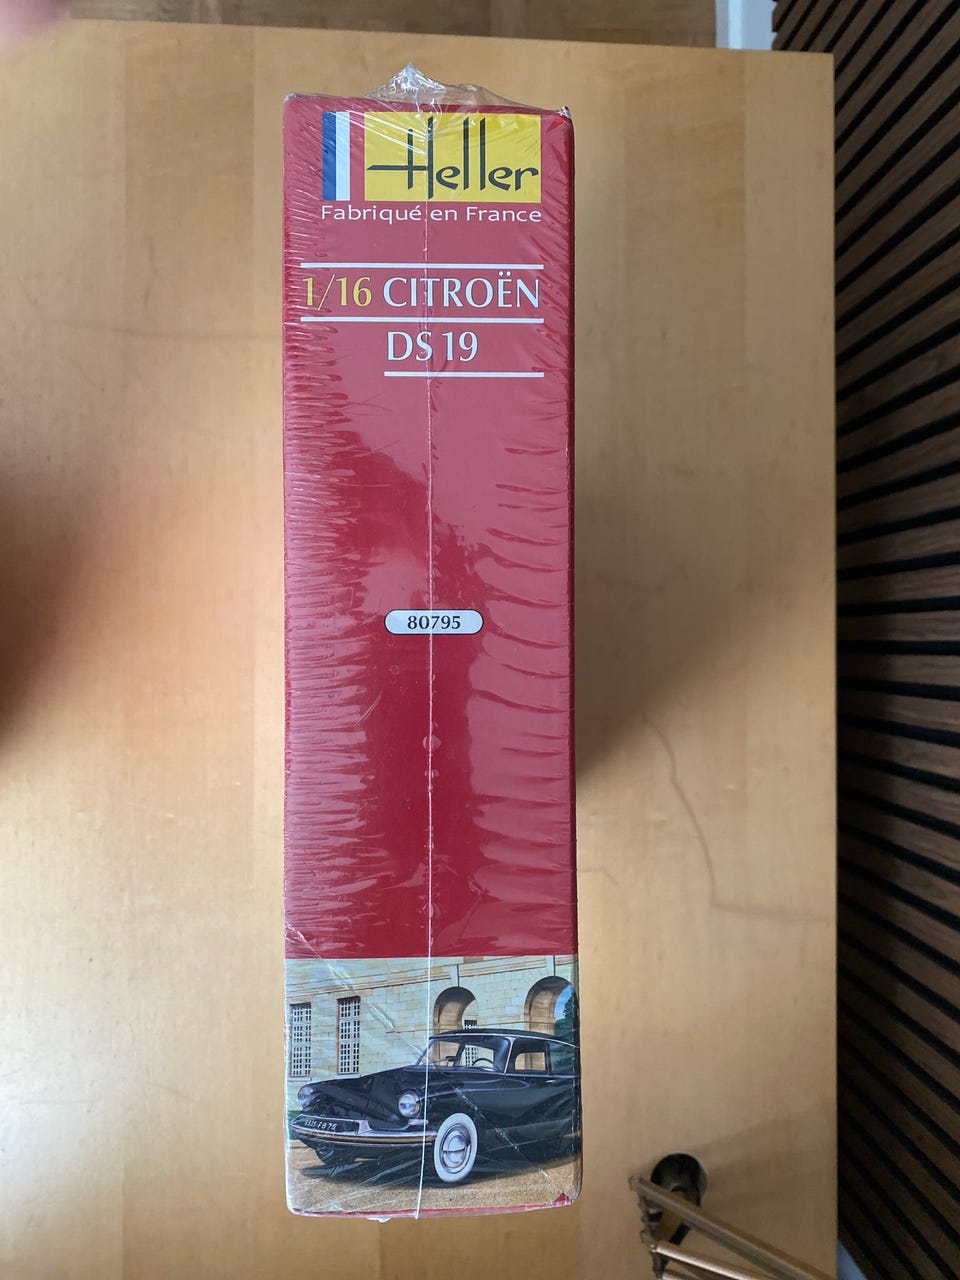 Heller
Fabriqué en France
1/16 CITROËN
DS 19
80795